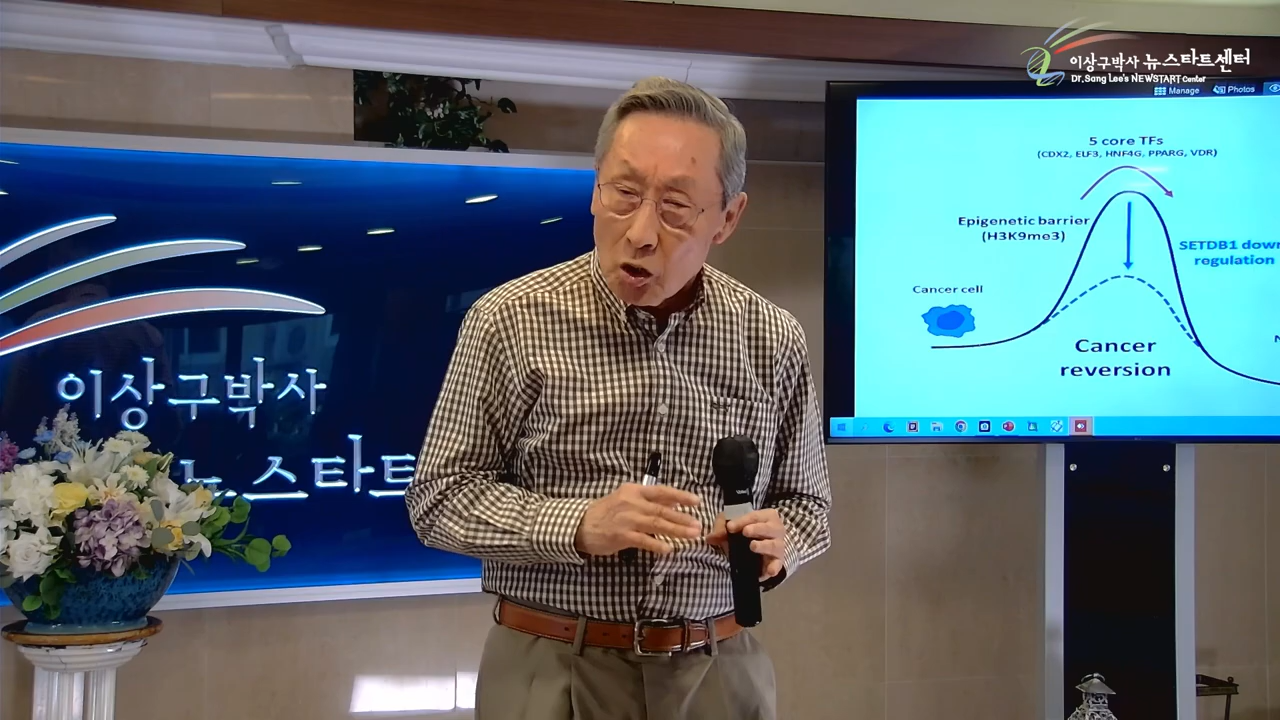 이상구박사 뉴스타트센터
Dr. Sang Lee's NEWSTART Center
Manage
Photos
5 core TFs
(CDX2, ELF3, HNF4G, PPARG, VDR)
Epigenetic barrier
(H3K9me3)
SETDB1 down
regulation
Cancer cell
Cancer
reversion
이상구박사
뉴스타트